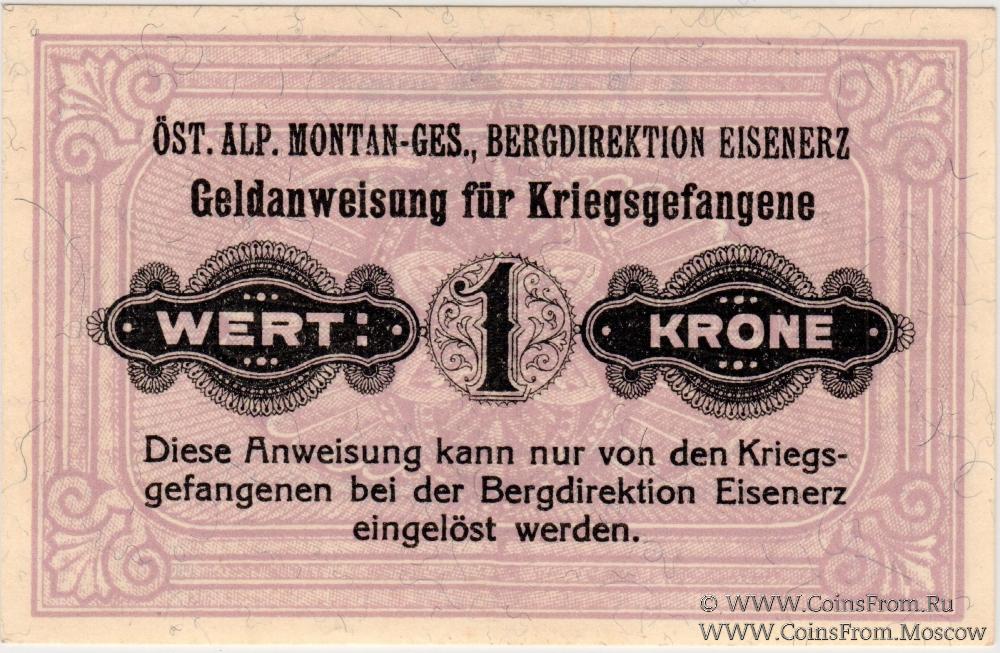 ÖST. ALP. MONTAN-GES., BERGDIREKTION EISENERZ
Geldanweisung für Kriegsgefangene
WERT: 1 KRONE
Diese Anweisung kann nur von den Kriegs-
gefangenen bei der Bergdirektion Eisenerz
eingelöst werden.
© WWW.COINSFROM.RU
WWW.COINSFROM.MOSCOW